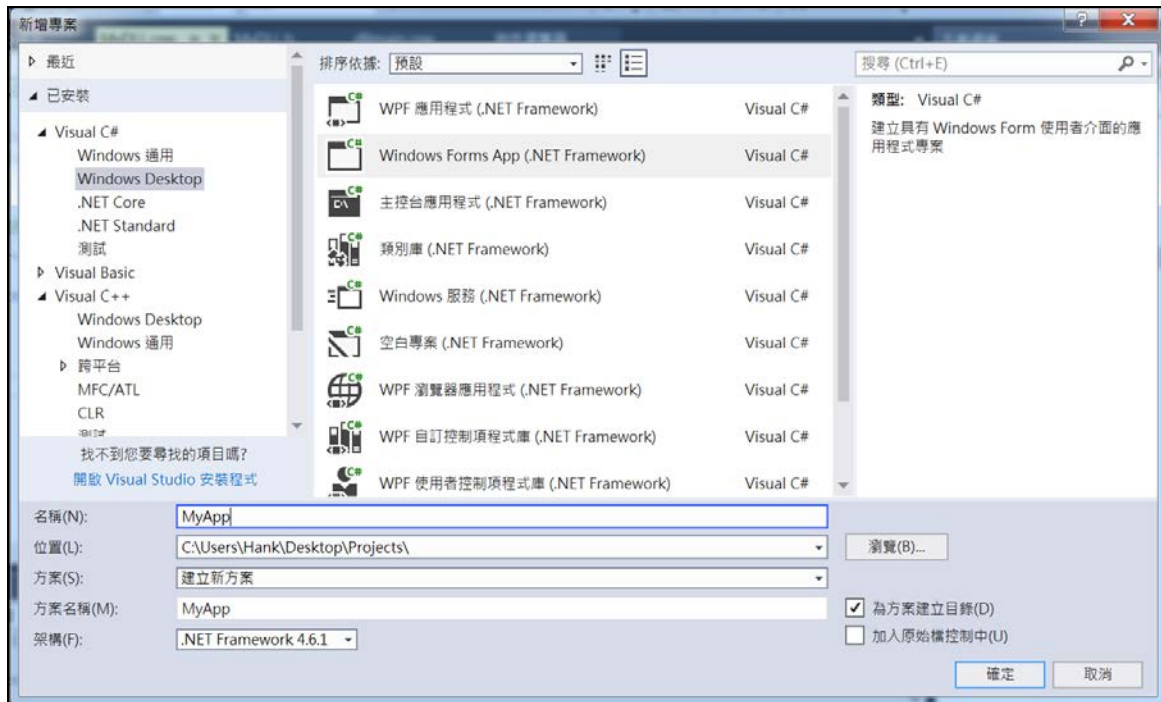 新增專案
最近
已安裝
Visual C#
Windows 通用
Windows Desktop
.NET Core
.NET Standard
測試
Visual Basic
Visual C++
Windows Desktop
Windows 通用
跨平台
MFC/ATL
CLR
測試
找不到您要尋找的項目嗎?
開啟 Visual Studio 安裝程式
排序依據: 預設
WPF 應用程式 (.NET Framework) Visual C#
Windows Forms App (.NET Framework) Visual C#
主控台應用程式 (.NET Framework) Visual C#
類別庫 (.NET Framework) Visual C#
Windows 服務 (.NET Framework) Visual C#
空白專案 (.NET Framework) Visual C#
WPF 瀏覽器應用程式 (.NET Framework) Visual C#
WPF 自訂控制項程式庫 (.NET Framework) Visual C#
WPF 使用者控制項程式庫 (.NET Framework) Visual C#
搜尋 (Ctrl+E)
類型: Visual C#
建立具有 Windows Form 使用者介面的應
用程式專案
名稱(N): MyApp
位置(L): C:\Users\Hank\Desktop\Projects\
瀏覽(B)...
方案(S): 建立新方案
方案名稱(M): MyApp
為方案建立目錄(D)
架構(F): .NET Framework 4.6.1
加入原始檔控制中(U)
確定 取消